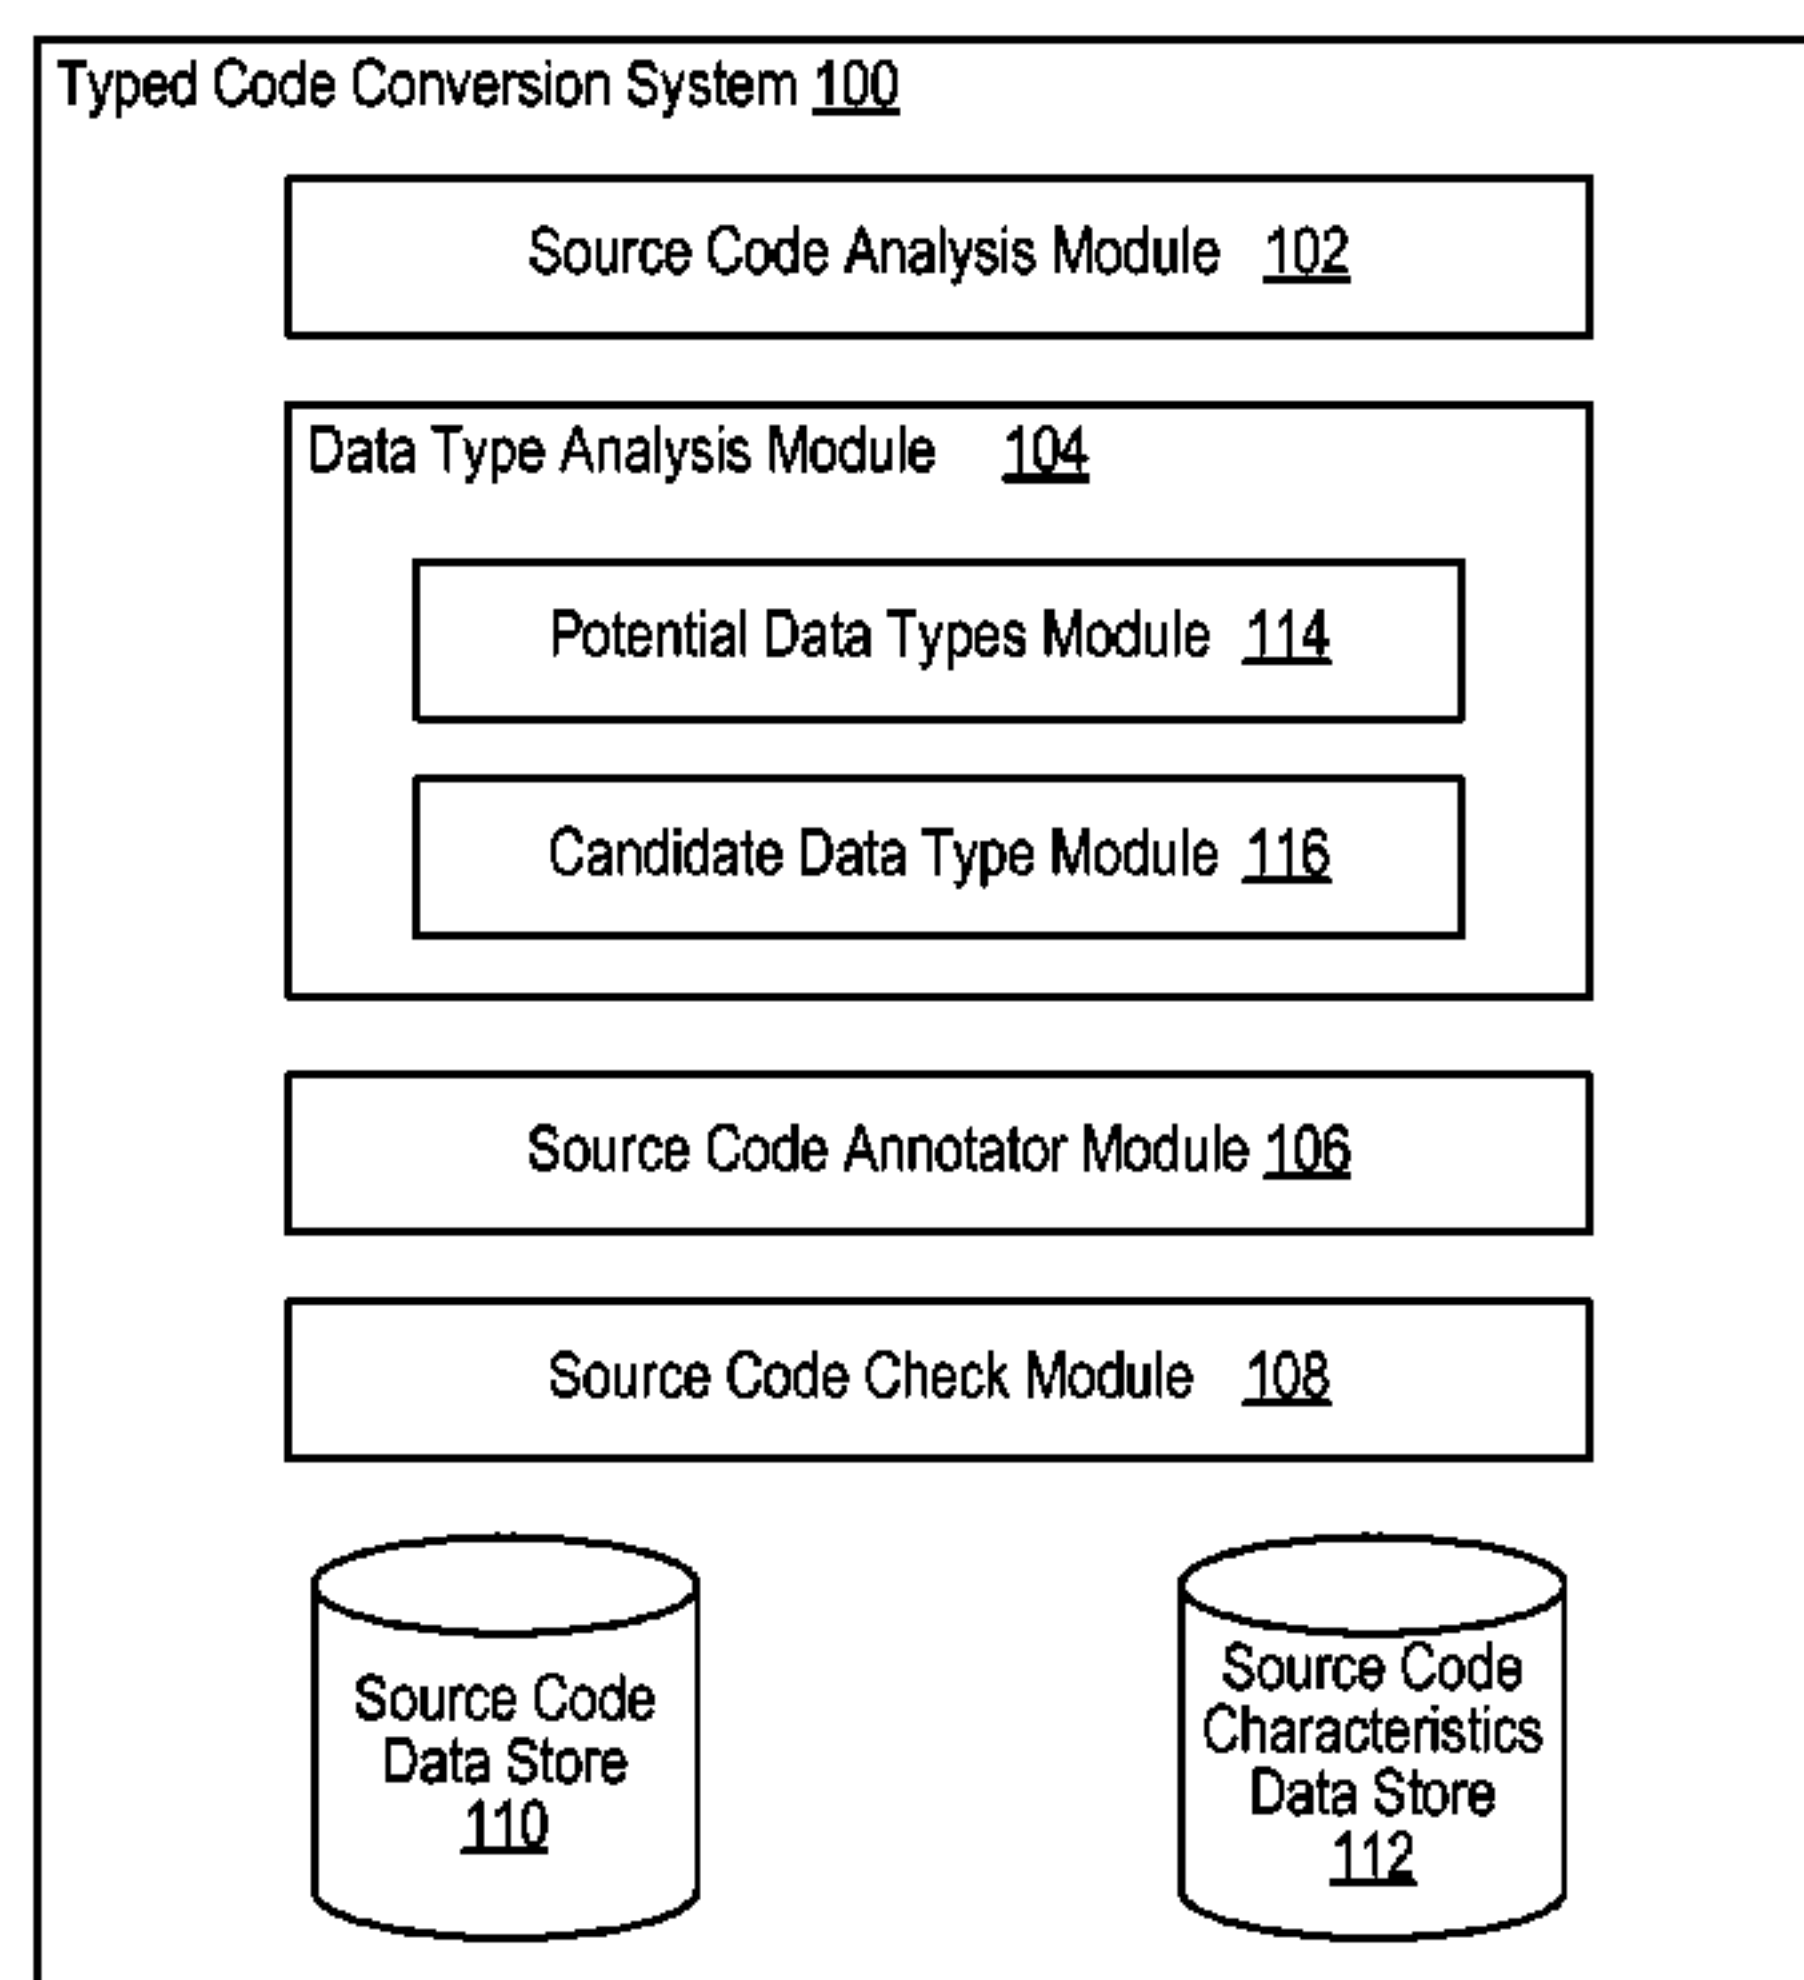 Typed Code Conversion System 100
Source Code Analysis Module 102
Data Type Analysis Module 104
Potential Data Types Module 114
Candidate Data Type Module 116
Source Code Annotator Module 106
Source Code Check Module 108
Source Code
Data Store
110
Source Code
Characteristics
Data Store
112